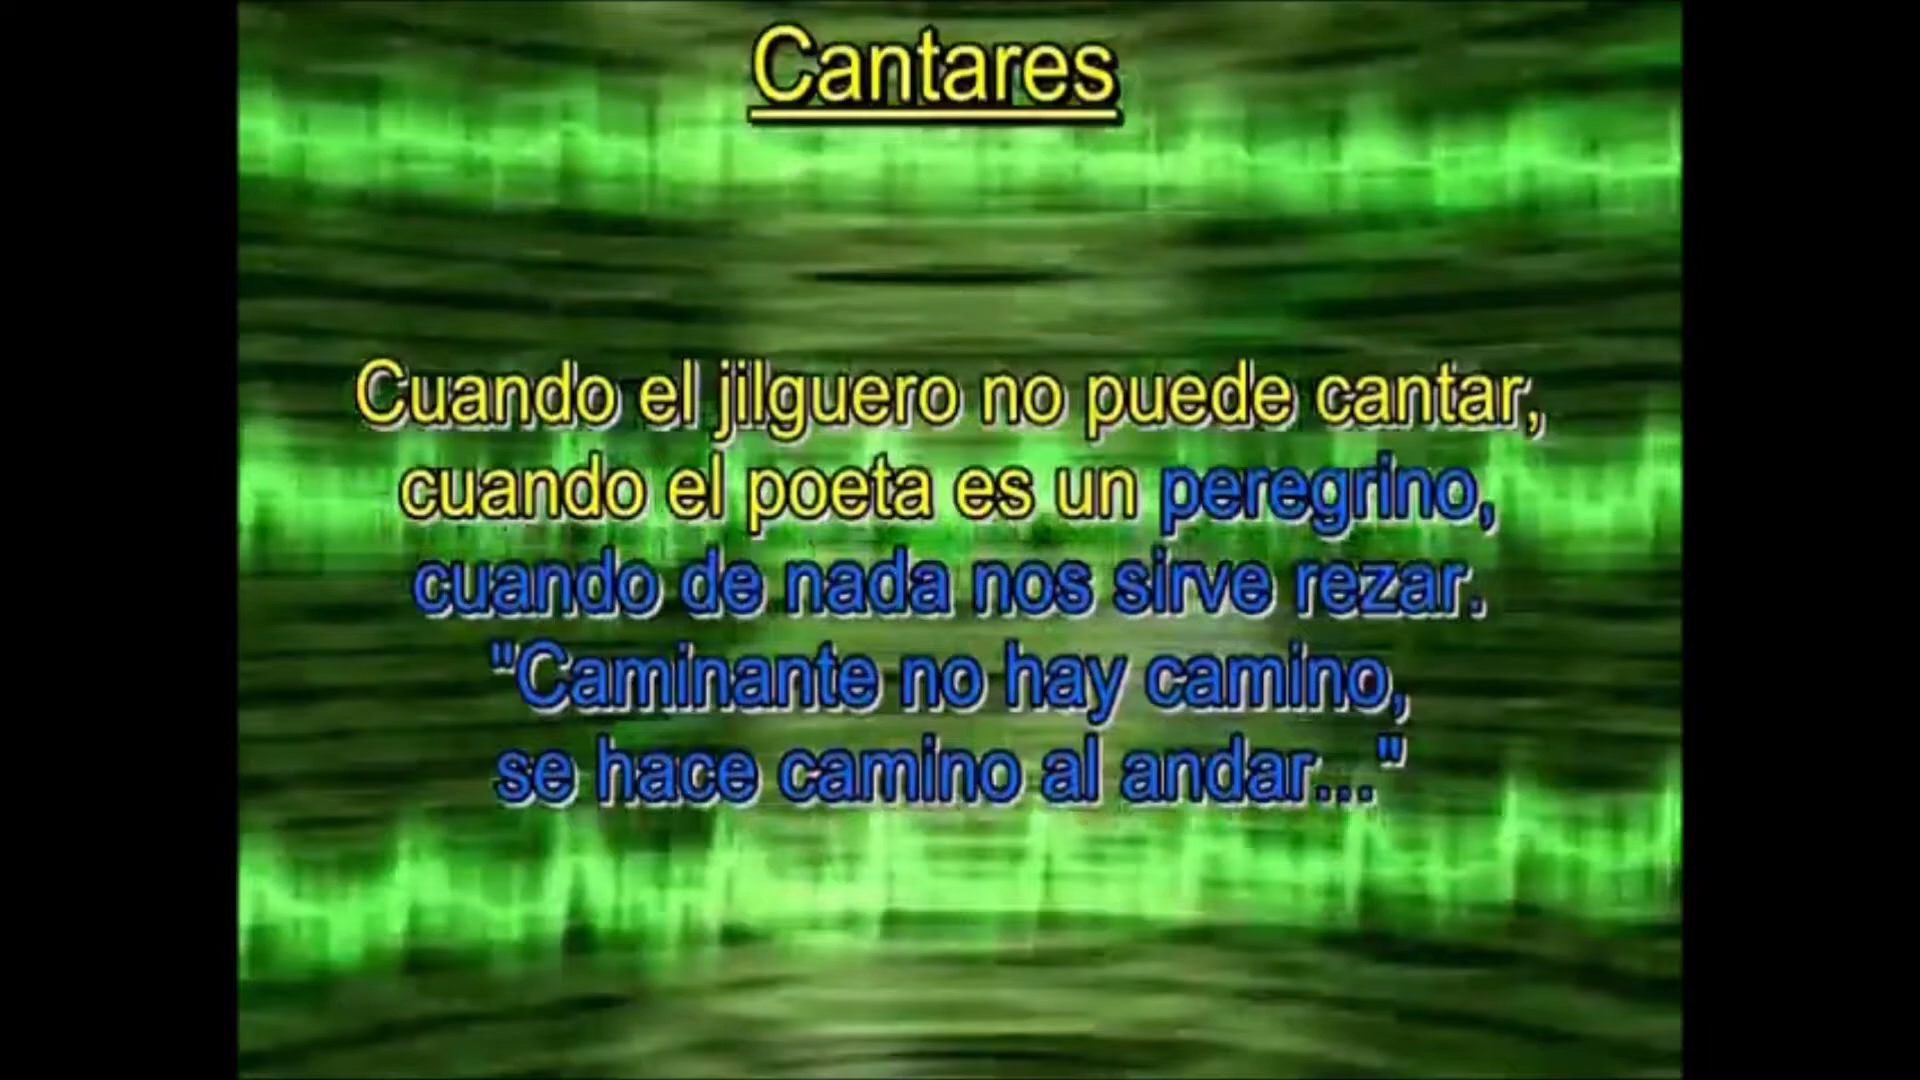 Cantares
Cuando el jilguero no puede cantar,
cuando el poeta es un peregrino,
cuando de nada nos sirve rezar.
"Caminante no hay camino,
se hace camino al andar..."